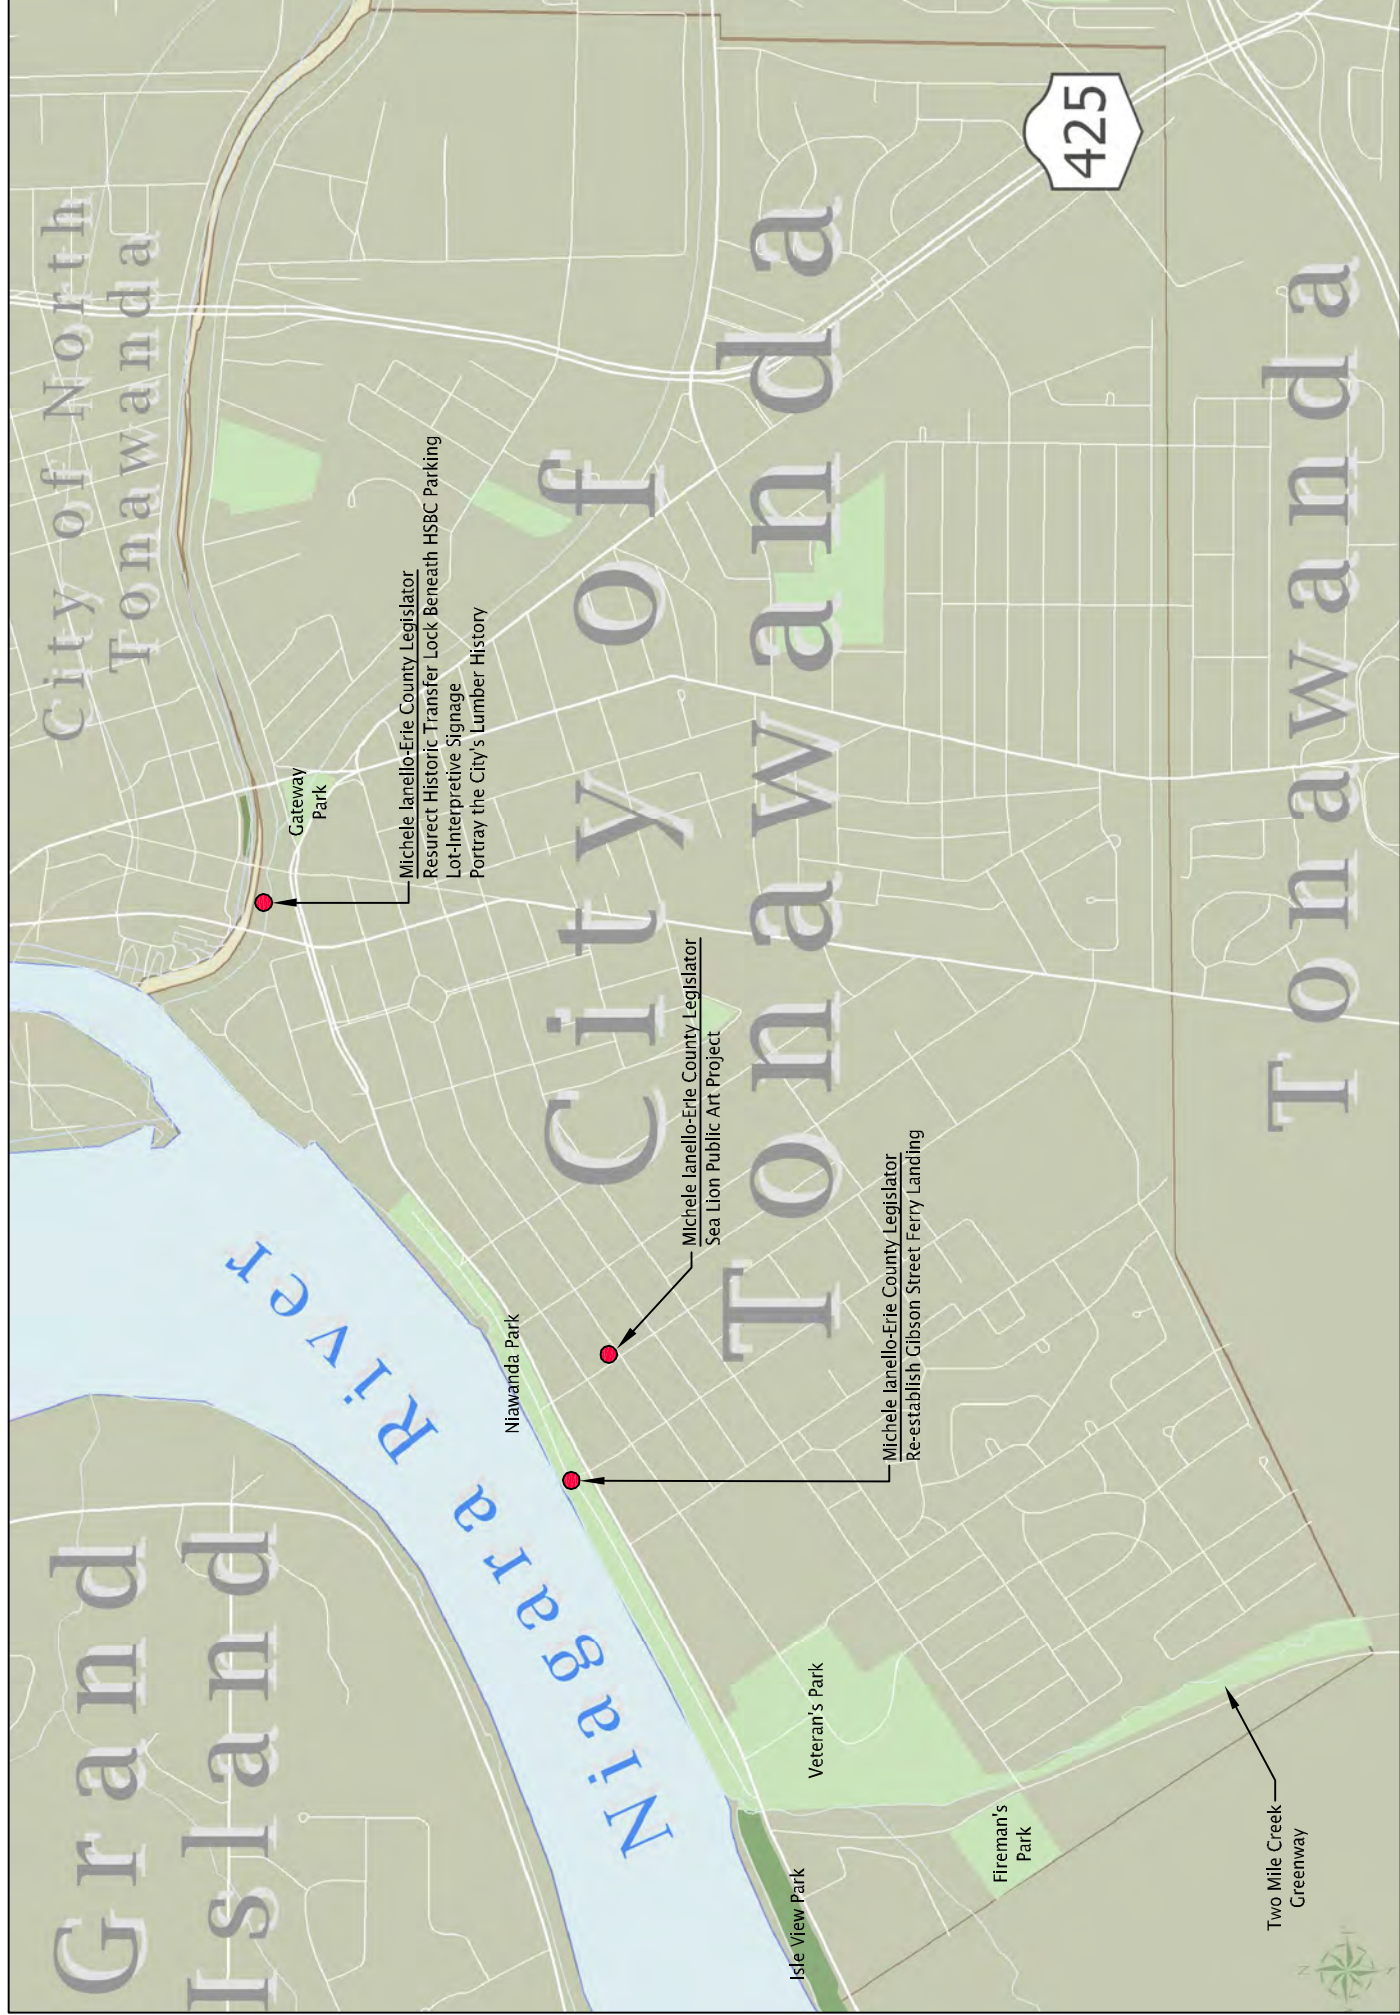 City of North
Tonawanda
Grand
Island
Niagara River
425
Gateway
Park
Michele Ianello-Erie County Legislator
Resurect Historic Transfer Lock Beneath HSBC Parking
Lot-Interpretive Signage
Portray the City's Lumber History
City of
Tonawanda
Niawanda Park
Michele Ianello-Erie County Legislator
Sea Lion Public Art Project
Michele Ianello-Erie County Legislator
Re-establish Gibson Street Ferry Landing
Veteran's Park
Isle View Park
Fireman's
Park
Two Mile Creek
Greenway
Tonawanda
N